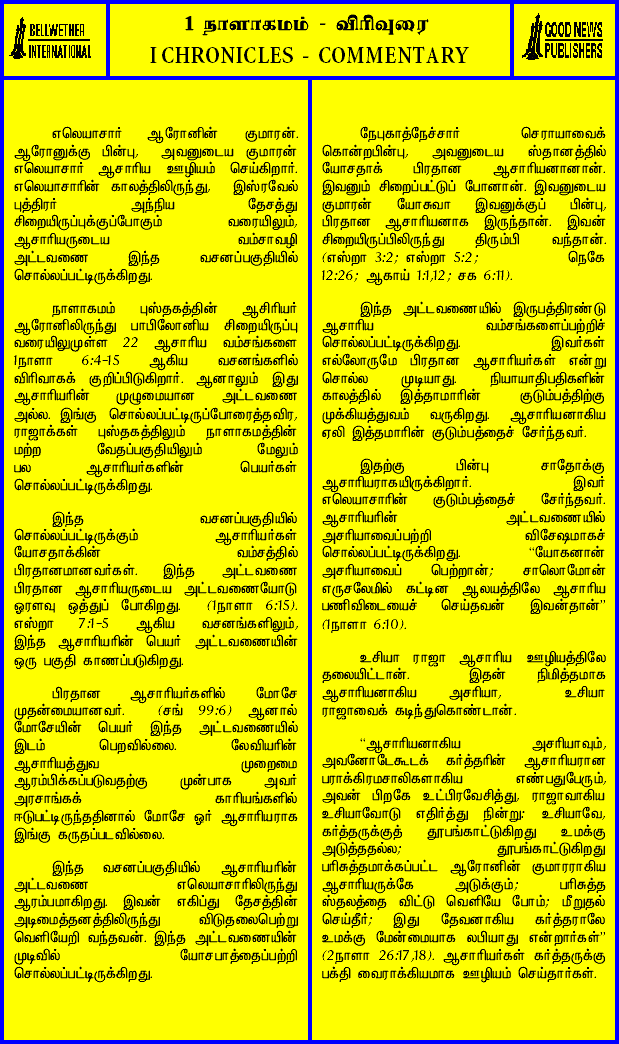 BELLWETHER
INTERNATIONAL
1 நாளாகமம் - விரிவுரை
I CHRONICLES - COMMENTARY
GOOD NEWS
PUBLISHERS
எலெயாசார் ஆரோனின் குமாரன்.
ஆரோனுக்கு பின்பு, அவனுடைய குமாரன்
எலெயாசார் ஆசாரிய ஊழியம் செய்கிறார்.
எலெயாசாரின் காலத்திலிருந்து, இஸ்ரவேல்
புத்திரர் அந்நிய தேசத்து
சிறையிருப்புக்குப்போகும் வரையிலும்,
ஆசாரியருடைய வம்சாவழி
அட்டவணை இந்த வசனப்பகுதியில்
சொல்லப்பட்டிருக்கிறது.
நாளாகமம் புஸ்தகத்தின் ஆசிரியர்
ஆரோனிலிருந்து பாபிலோனிய சிறையிருப்பு
வரையிலுமுள்ள 22 ஆசாரிய வம்சங்களை
1நாளா 6:4-15 ஆகிய வசனங்களில்
விரிவாகக் குறிப்பிடுகிறார். ஆனாலும் இது
ஆசாரியரின் முழுமையான அட்டவணை
அல்ல. இங்கு சொல்லப்பட்டிருப்போரைத்தவிர,
ராஜாக்கள் புஸ்தகத்திலும் நாளாகமத்தின்
மற்ற வேதப்பகுதியிலும் மேலும்
பல ஆசாரியர்களின் பெயர்கள்
சொல்லப்பட்டிருக்கிறது.
இந்த வசனப்பகுதியில்
சொல்லப்பட்டிருக்கும் ஆசாரியர்கள்
யோசதாக்கின் வம்சத்தில்
பிரதானமானவர்கள். இந்த அட்டவணை
பிரதான ஆசாரியருடைய அட்டவணையோடு
ஓரளவு ஒத்துப் போகிறது. (1நாளா 6:15).
எஸ்றா 7:1-5 ஆகிய வசனங்களிலும்,
இந்த ஆசாரியரின் பெயர் அட்டவணையின்
ஒரு பகுதி காணப்படுகிறது.
பிரதான ஆசாரியர்களில் மோசே
முதன்மையானவர். (சங் 99:6) ஆனால்
மோசேயின் பெயர் இந்த அட்டவணையில்
இடம் பெறவில்லை. லேவியரின்
ஆசாரியத்துவ முறைமை
ஆரம்பிக்கப்படுவதற்கு முன்பாக அவர்
அரசாங்கக் காரியங்களில்
ஈடுபட்டிருந்ததினால் மோசே ஓர் ஆசாரியராக
இங்கு கருதப்படவில்லை.
இந்த வசனப்பகுதியில் ஆசாரியரின்
அட்டவணை எலெயாசாரிலிருந்து
ஆரம்பமாகிறது. இவன் எகிப்து தேசத்தின்
அடிமைத்தனத்திலிருந்து விடுதலைபெற்று
வெளியேறி வந்தவன். இந்த அட்டவணையின்
முடிவில் யோசபாத்தைப்பற்றி
சொல்லப்பட்டிருக்கிறது.
நேபுகாத்நேச்சார் செராயாவைக்
கொன்றபின்பு, அவனுடைய ஸ்தானத்தில்
யோசதாக் பிரதான ஆசாரியனானான்.
இவனும் சிறைப்பட்டுப் போனான். இவனுடைய
குமாரன் யோசுவா இவனுக்குப் பின்பு,
பிரதான ஆசாரியனாக இருந்தான். இவன்
சிறையிருப்பிலிருந்து திரும்பி வந்தான்.
(எஸ்றா 3:2; எஸ்றா 5:2; நெகே
12:26; ஆகாய் 1:1,12; சக 6:11).
இந்த அட்டவணையில் இருபத்திரண்டு
ஆசாரிய வம்சங்களைப்பற்றிச்
சொல்லப்பட்டிருக்கிறது. இவர்கள்
எல்லோருமே பிரதான ஆசாரியர்கள் என்று
சொல்ல முடியாது. நியாயாதிபதிகளின்
காலத்தில் இத்தாமாரின் குடும்பத்திற்கு
முக்கியத்துவம் வருகிறது. ஆசாரியனாகிய
ஏலி இத்தமாரின் குடும்பத்தைச் சேர்ந்தவர்.
இதற்கு பின்பு சாதோக்கு
ஆசாரியராகயிருக்கிறார். இவர்
எலெயாசாரின் குடும்பத்தைச் சேர்ந்தவர்.
ஆசாரியரின் அட்டவணையில்
அசரியாவைப்பற்றி விசேஷமாகச்
சொல்லப்பட்டிருக்கிறது. “யோகனான்
அசரியாவைப் பெற்றான்; சாலொமோன்
எருசலேமில் கட்டின ஆலயத்திலே ஆசாரிய
பணிவிடையைச் செய்தவன் இவன்தான்”
(1நாளா 6:10).
உசியா ராஜா ஆசாரிய ஊழியத்திலே
தலையிட்டான். இதன் நிமித்தமாக
ஆசாரியனாகிய அசரியா, உசியா
ராஜாவைக் கடிந்துகொண்டான்.
“ஆசாரியனாகிய அசரியாவும்,
அவனோடேகூடக் கர்த்தரின் ஆசாரியரான
பராக்கிரமசாலிகளாகிய எண்பதுபேரும்,
அவன் பிறகே உட்பிரவேசித்து, ராஜாவாகிய
உசியாவோடு எதிர்த்து நின்று: உசியாவே,
கர்த்தருக்குத் தூபங்காட்டுகிறது உமக்கு
அடுத்ததல்ல; தூபங்காட்டுகிறது
பரிசுத்தமாக்கப்பட்ட ஆரோனின் குமாரராகிய
ஆசாரியருக்கே அடுக்கும்; பரிசுத்த
ஸ்தலத்தை விட்டு வெளியே போம்; மீறுதல்
செய்தீர்; இது தேவனாகிய கர்த்தராலே
உமக்கு மேன்மையாக லபியாது என்றார்கள்”
(2நாளா 26:17,18). ஆசாரியர்கள் கர்த்தருக்கு
பக்தி வைராக்கியமாக ஊழியம் செய்தார்கள்.